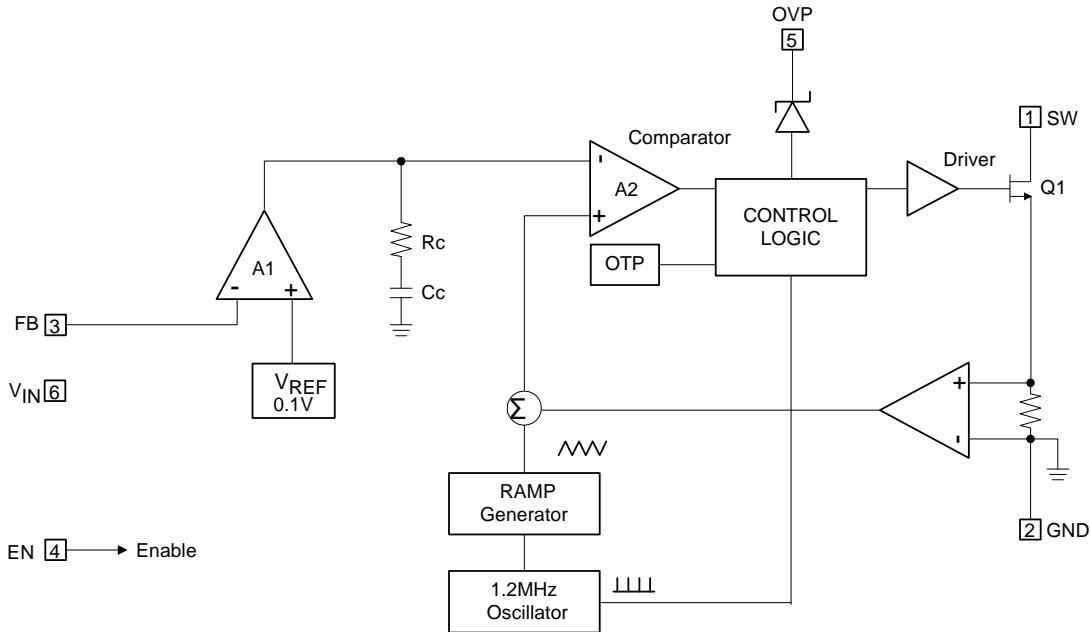 OVP
5
1 SW
Comparator
Driver
-
A2
+
Q1
CONTROL
LOGIC
Rc
A1
OTP
Cc
-
+
FB 3
VIN 6
VREF
0.1V
+
Σ
-
RAMP
Generator
2 GND
EN 4
Enable
1.2MHz
Oscillator